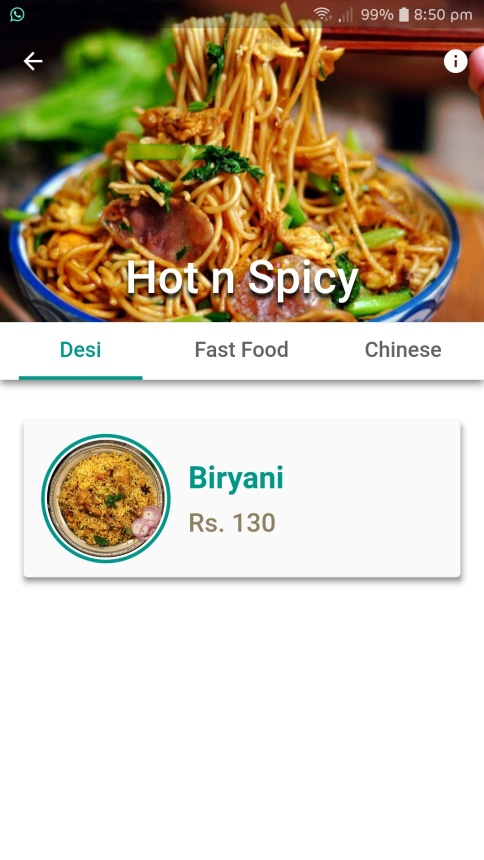 99% 8:50 pm
Hot n Spicy
Desi Fast Food Chinese
Biryani
Rs. 130